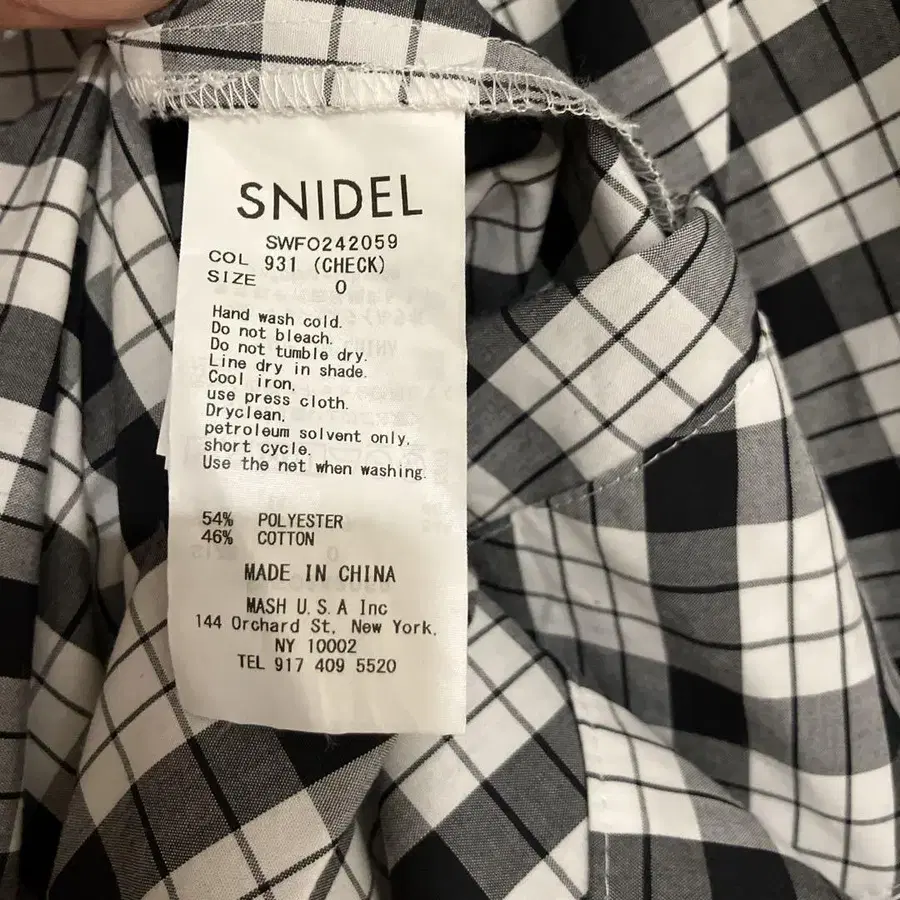 SNIDEL
SWFO242059
COL 931 (CHECK)
SIZE 0
Hand wash cold.
Do not bleach.
Do not tumble dry.
Line dry in shade.
Cool iron,
use press cloth.
Dryclean,
petroleum solvent only,
short cycle.
Use the net when washing.
54% POLYESTER
46% COTTON
MADE IN CHINA
MASH U.S.A Inc
144 Orchard St, New York,
NY 10002
TEL 917 409 5520